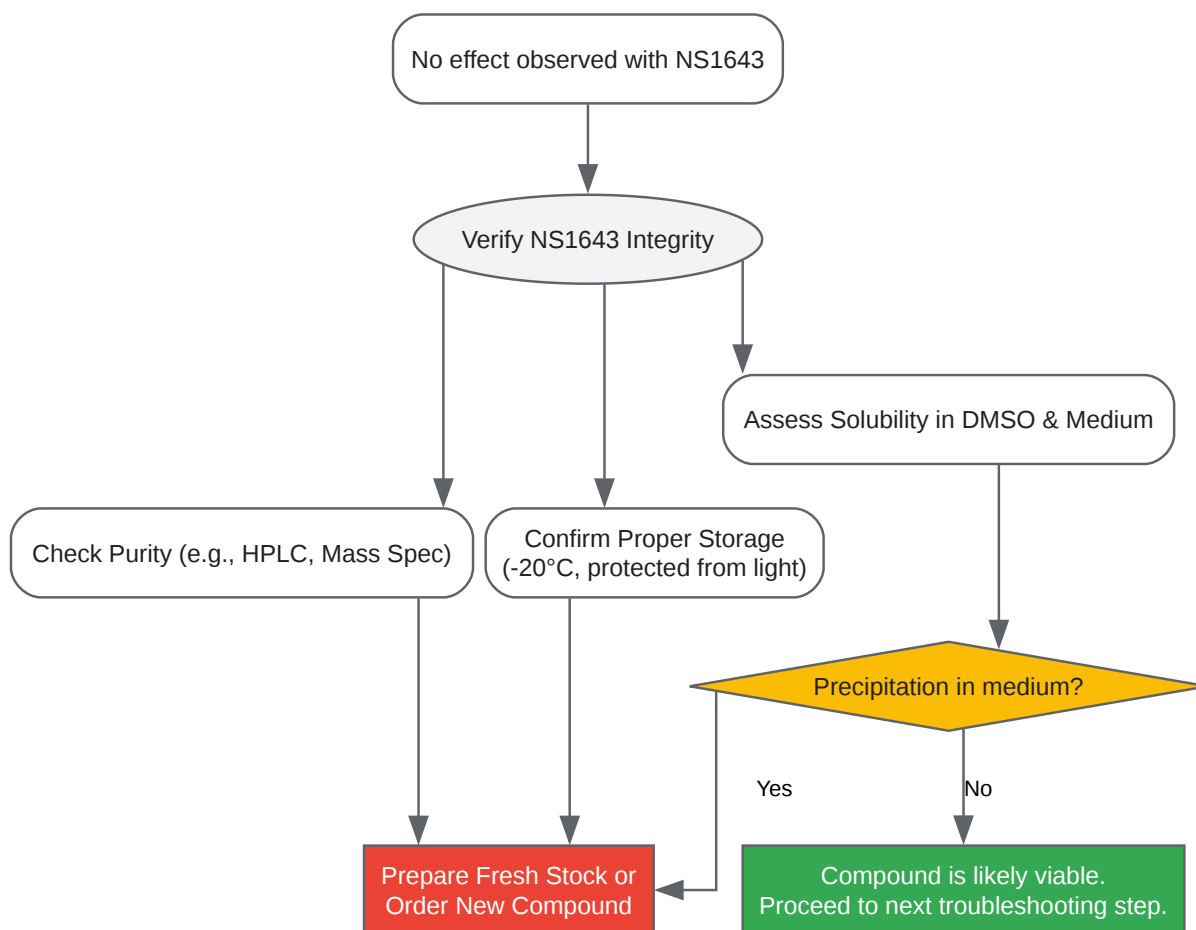 No effect observed with NS1643
Verify NS1643 Integrity
Assess Solubility in DMSO & Medium
Check Purity (e.g., HPLC, Mass Spec)
Confirm Proper Storage
(-20°C, protected from light)
Precipitation in medium?
Yes
No
Prepare Fresh Stock or
Order New Compound
Compound is likely viable.
Proceed to next troubleshooting step.